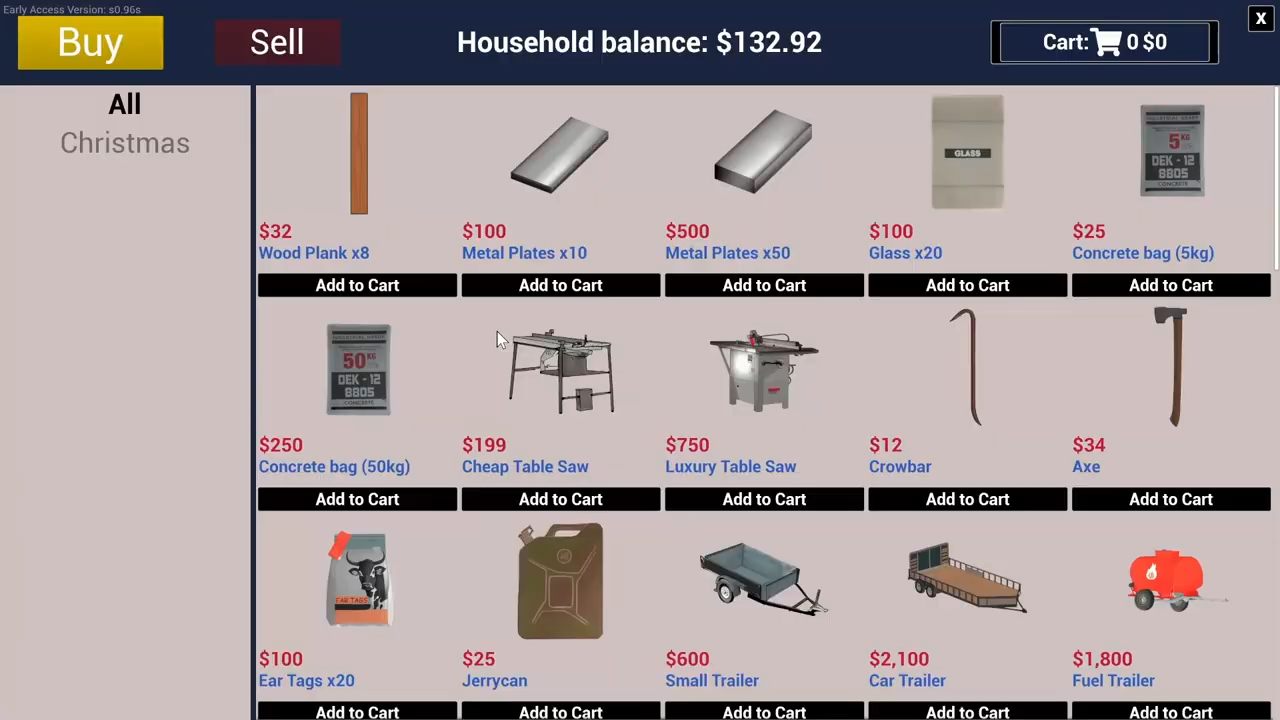 Early Access Version: s0.96s
Buy
Sell
Household balance: $132.92
Cart: 0 $0
X
All
Christmas
GLASS
5 KG
DEK - 12
8805
CONCRETE
$32
$100
$500
$100
$25
Wood Plank x8
Metal Plates x10
Metal Plates x50
Glass x20
Concrete bag (5kg)
Add to Cart
Add to Cart
Add to Cart
Add to Cart
Add to Cart
50 KG
DEK - 12
8805
CONCRETE
$250
$199
$750
$12
$34
Concrete bag (50kg)
Cheap Table Saw
Luxury Table Saw
Crowbar
Axe
Add to Cart
Add to Cart
Add to Cart
Add to Cart
Add to Cart
EAR TAGS
$100
$25
$600
$2,100
$1,800
Ear Tags x20
Jerrycan
Small Trailer
Car Trailer
Fuel Trailer
Add to Cart
Add to Cart
Add to Cart
Add to Cart
Add to Cart